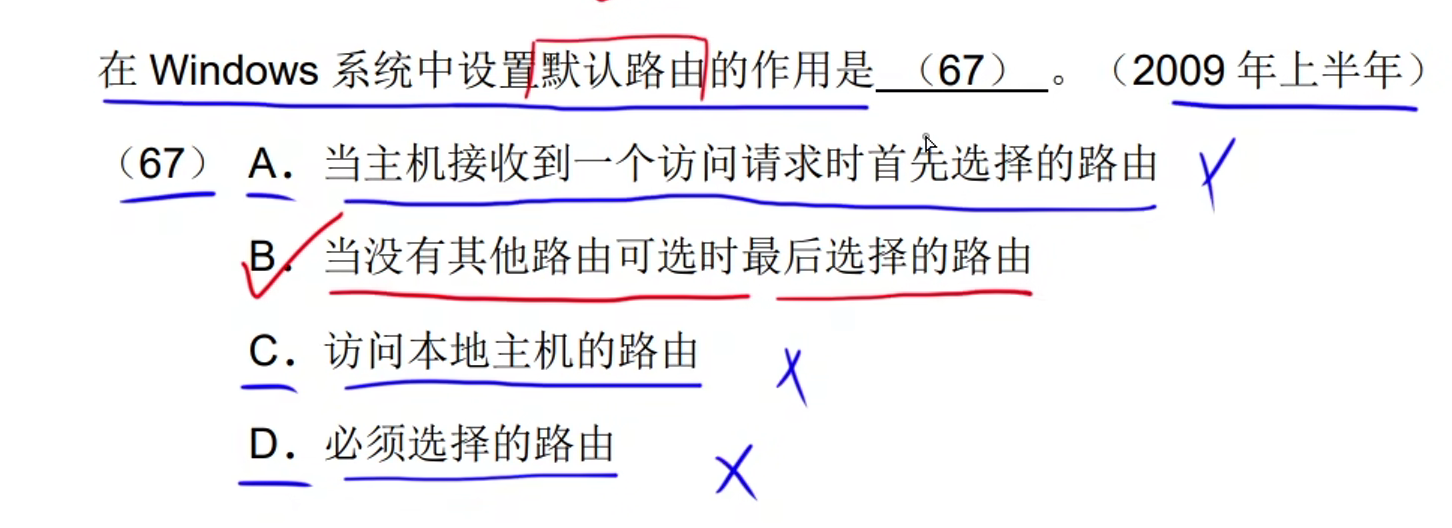 在 Windows 系统中设置默认路由的作用是 （67） 。（2009 年上半年）
（67） A．当主机接收到一个访问请求时首先选择的路由
B．当没有其他路由可选时最后选择的路由
C．访问本地主机的路由
D．必须选择的路由